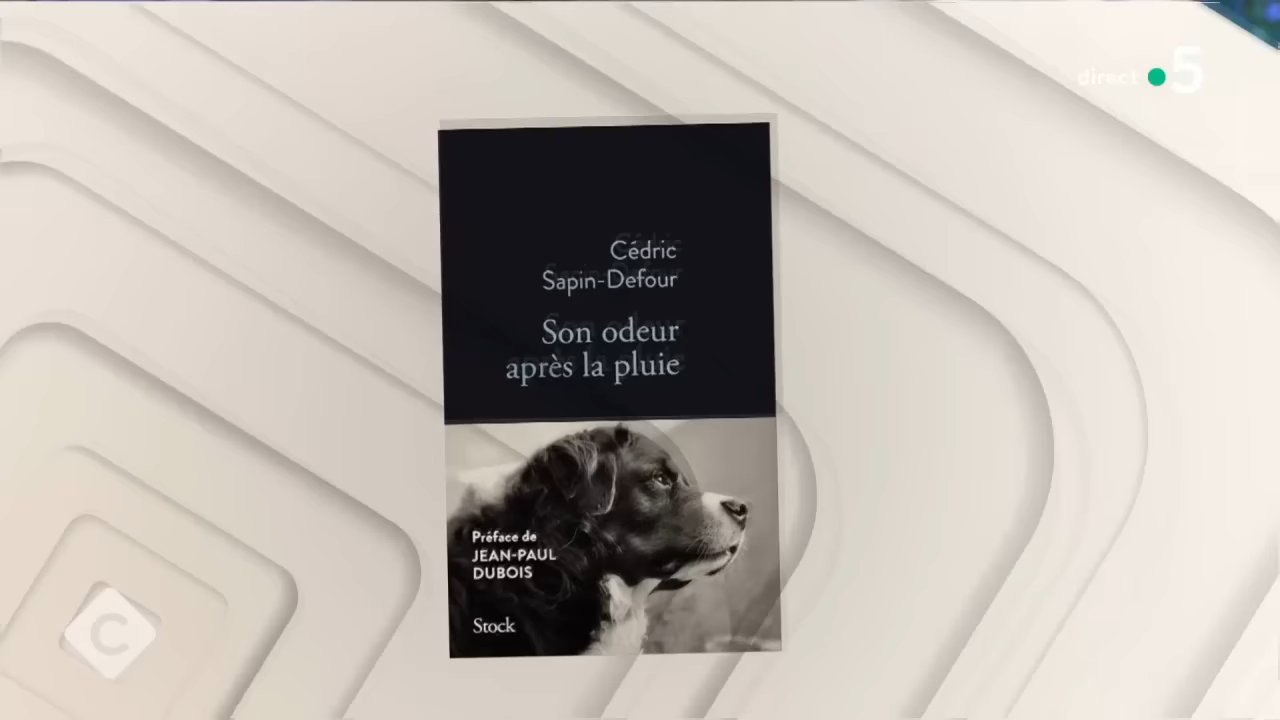 direct 5
Cédric
Sapin-Defour
Son odeur
après la pluie
Préface de
JEAN-PAUL
DUBOIS
Stock
C